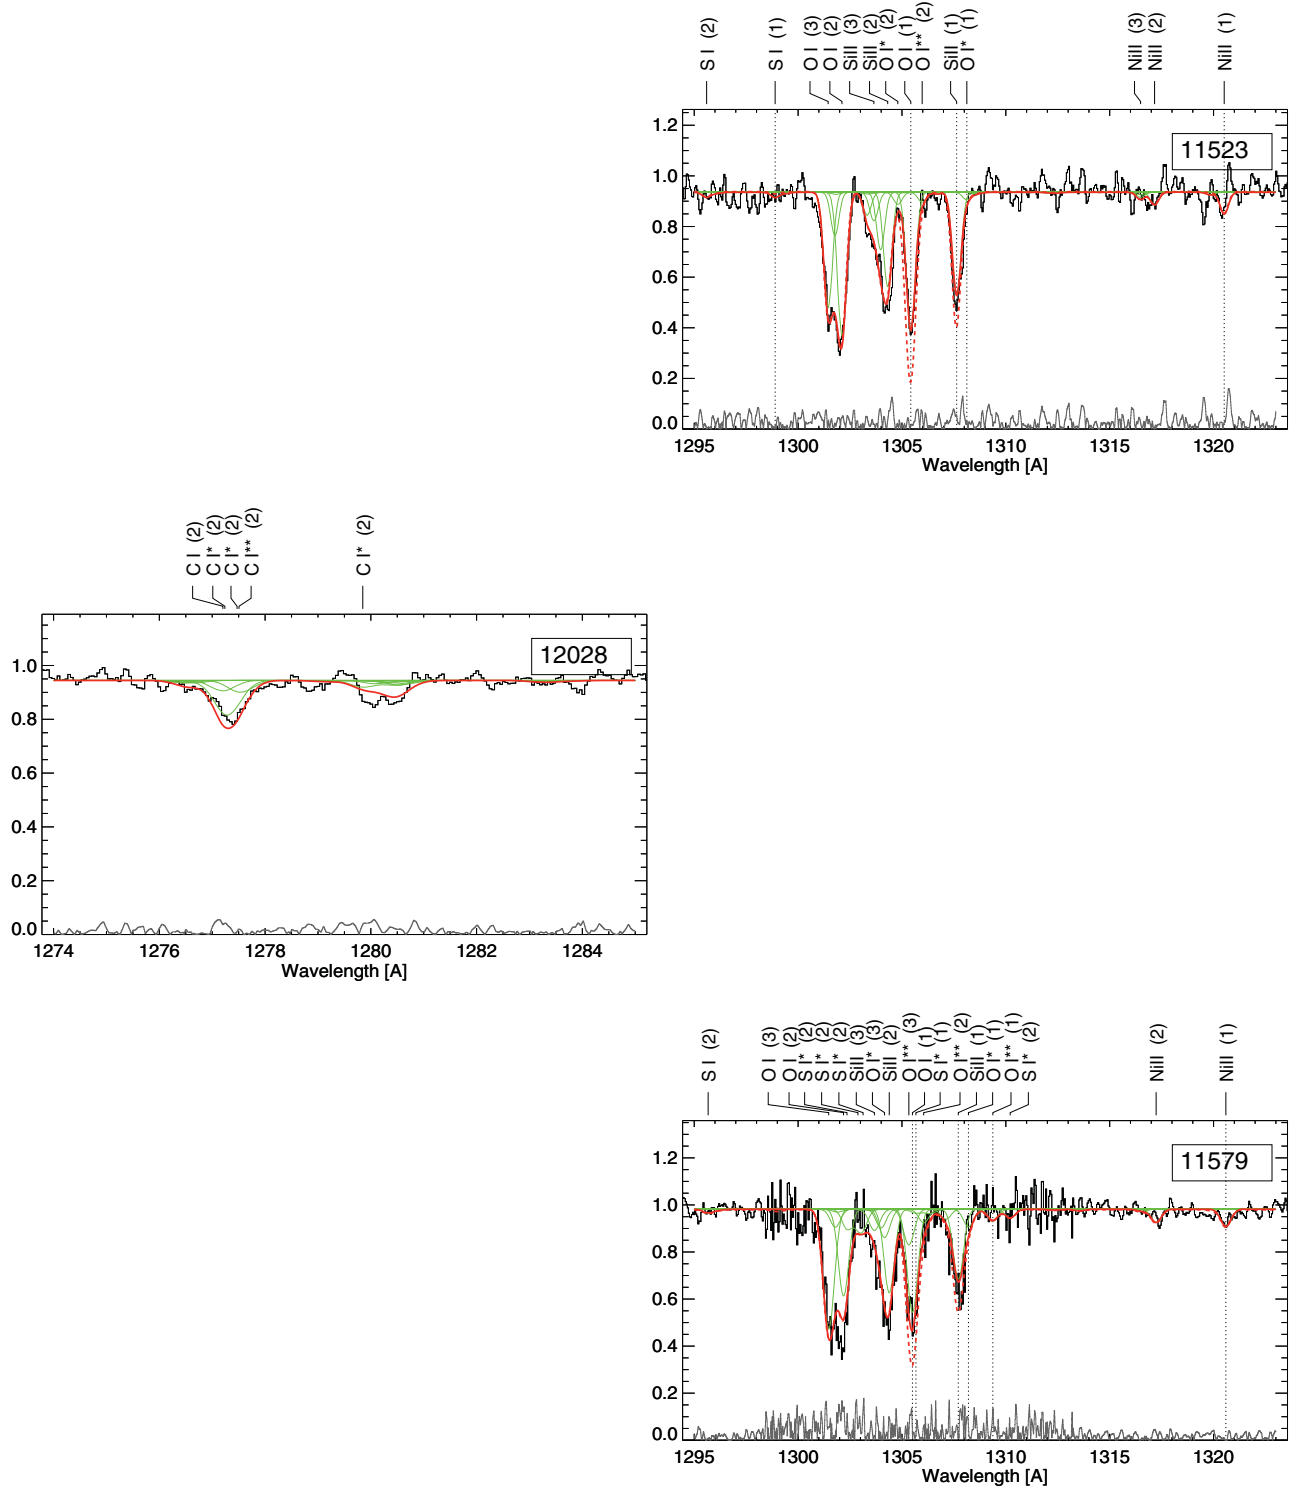 S I (2)
S I (1)
O I (3)
O I (2)
SiII (3)
SiII (2)
O I* (2)
O I (1)
O I** (2)
SiII (1)
O I* (1)
NiII (3)
NiII (2)
NiII (1)
11523
1.2
1.0
0.8
0.6
0.4
0.2
0.0
1295 1300 1305 1310 1315 1320
Wavelength [A]
C I (2)
C I* (2)
C I* (2)
C I** (2)
C I* (2)
12028
1.0
0.8
0.6
0.4
0.2
0.0
1274 1276 1278 1280 1282 1284
Wavelength [A]
S I (2)
O I (3)
O I (2)
S I* (2)
S I* (2)
S I* (2)
SiII (3)
O I* (3)
SiII (2)
O I** (3)
O I (1)
S I* (1)
O I** (2)
SiII (1)
O I* (1)
O I** (1)
S I* (2)
NiII (2)
NiII (1)
11579
1.2
1.0
0.8
0.6
0.4
0.2
0.0
1295 1300 1305 1310 1315 1320
Wavelength [A]